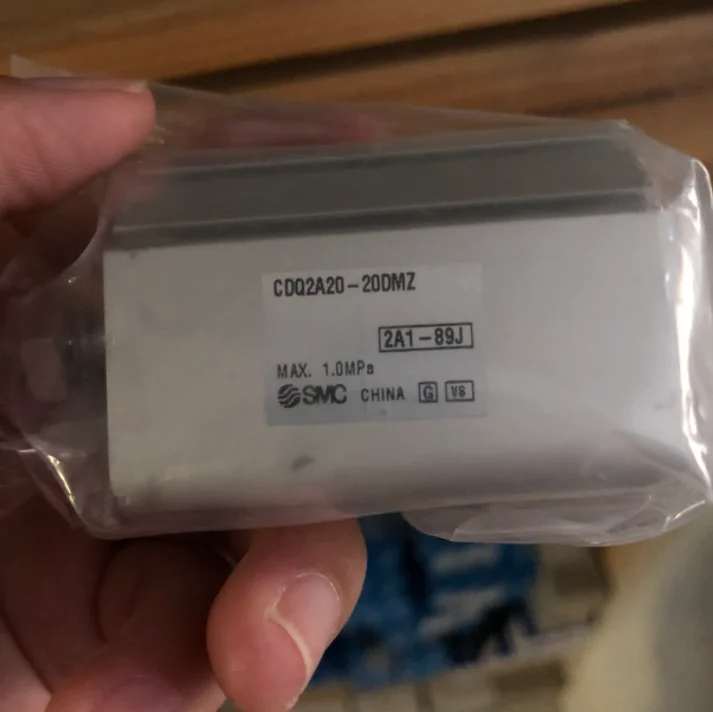 CDQ2A20-20DMZ
2A1-89J
MAX. 1.0MPa
SMC CHINA G VS